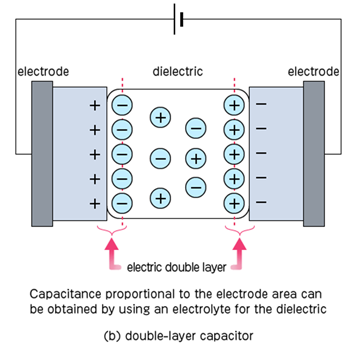 electrode dielectric electrode
+ − + −
+ − + − + −
+ − − + −
+ − − + + −
+ − − + −
+ − + + −
electric double layer
Capacitance proportional to the electrode area can
be obtained by using an electrolyte for the dielectric
(b) double-layer capacitor